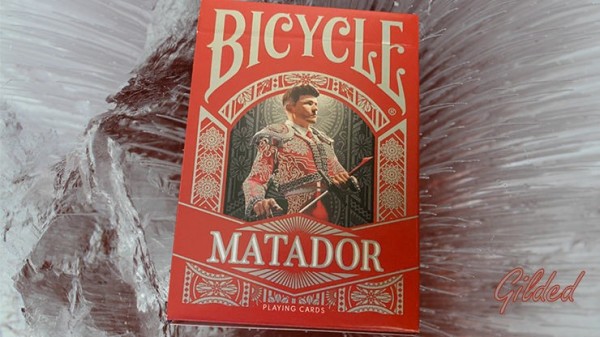 BICYCLE®
MATADOR
PLAYING CARDS
Gilded